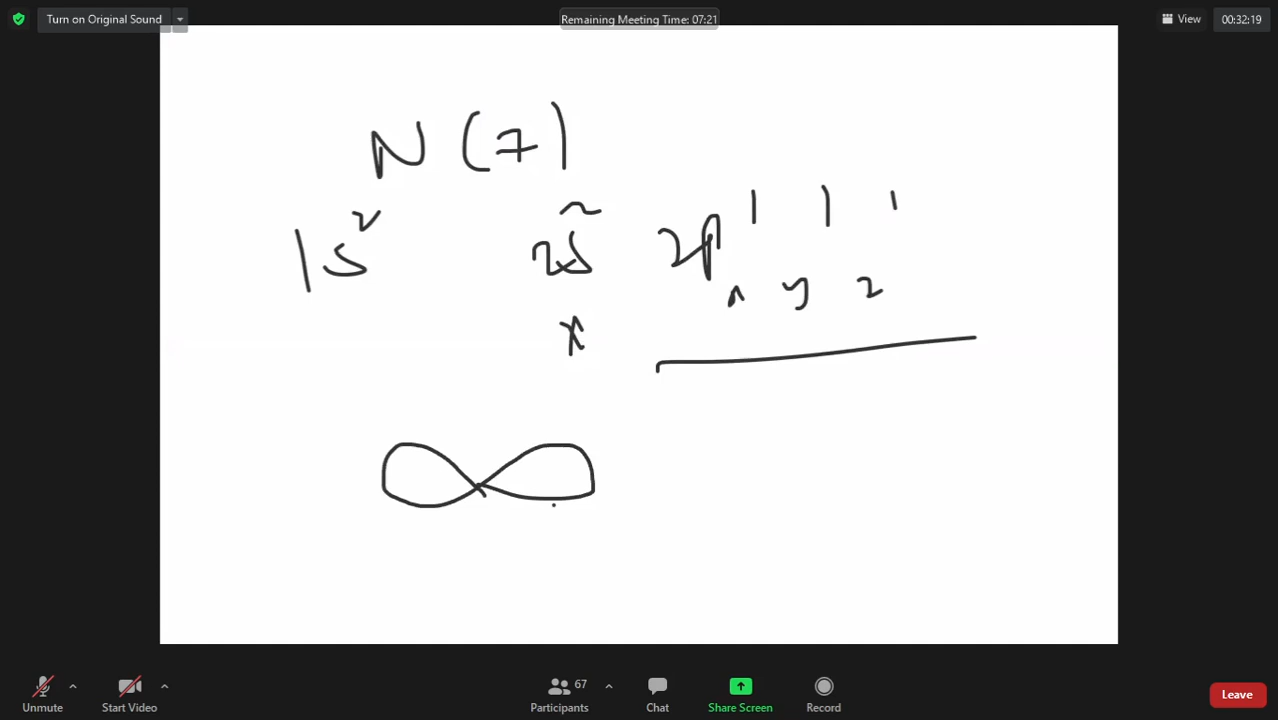 Turn on Original Sound
Remaining Meeting Time: 07:21
View
00:32:19
N (7)
1s² 2s² 2p¹ ¹ ¹
x y z
x
Unmute
Start Video
67
Participants
Chat
Share Screen
Record
Leave